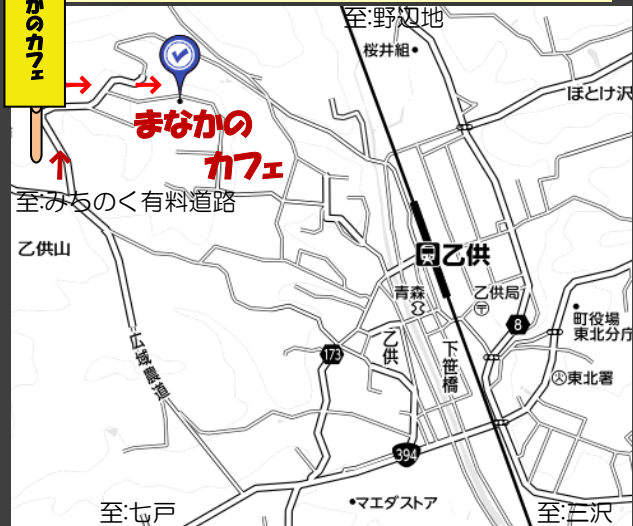 がのカフェ
至:野辺地
桜井組
ほとけ沢
まなかの
カフェ
至:みちのく有料道路
乙供山
乙供
青森
乙供局
8
町役場
東北分庁
広域農道
173
乙供
下笹橋
東北署
394
マエダストア
至:七戸
至:三沢